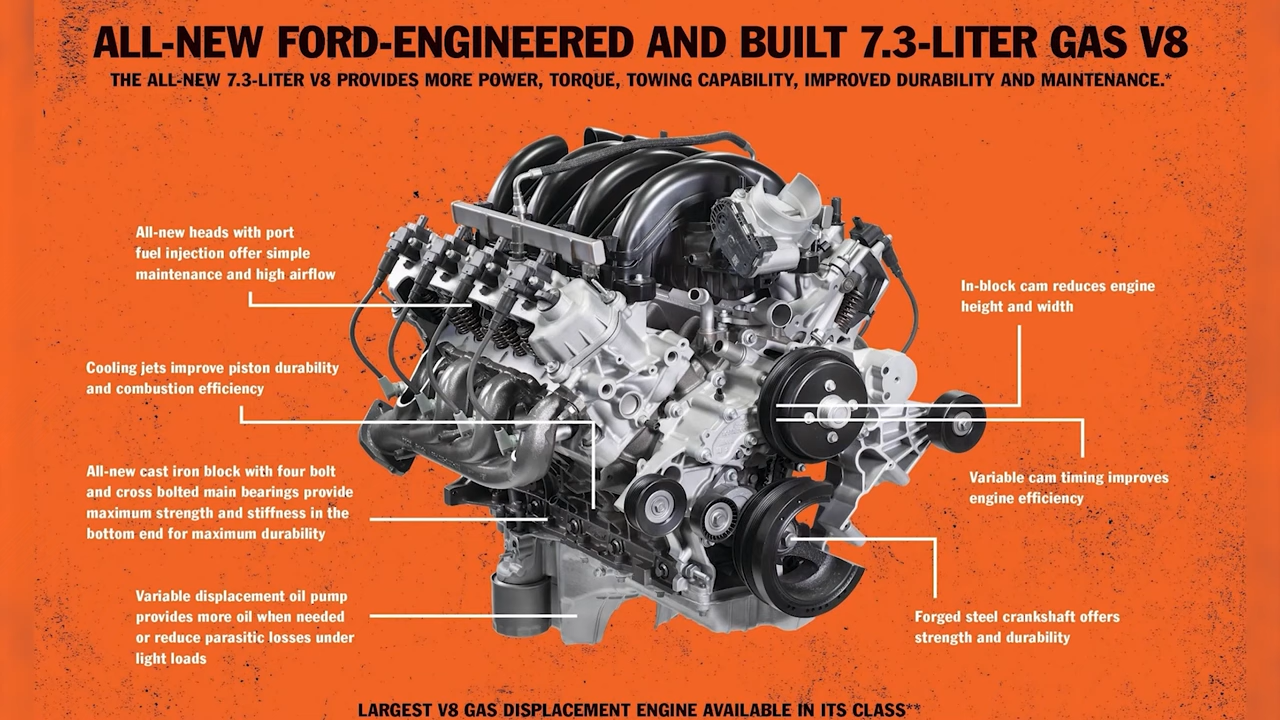 ALL-NEW FORD-ENGINEERED AND BUILT 7.3-LITER GAS V8
THE ALL-NEW 7.3-LITER V8 PROVIDES MORE POWER, TORQUE, TOWING CAPABILITY, IMPROVED DURABILITY AND MAINTENANCE.*
All-new heads with port
fuel injection offer simple
maintenance and high airflow
Cooling jets improve piston durability
and combustion efficiency
All-new cast iron block with four bolt
and cross bolted main bearings provide
maximum strength and stiffness in the
bottom end for maximum durability
Variable displacement oil pump
provides more oil when needed
or reduce parasitic losses under
light loads
In-block cam reduces engine
height and width
Variable cam timing improves
engine efficiency
Forged steel crankshaft offers
strength and durability
LARGEST V8 GAS DISPLACEMENT ENGINE AVAILABLE IN ITS CLASS**